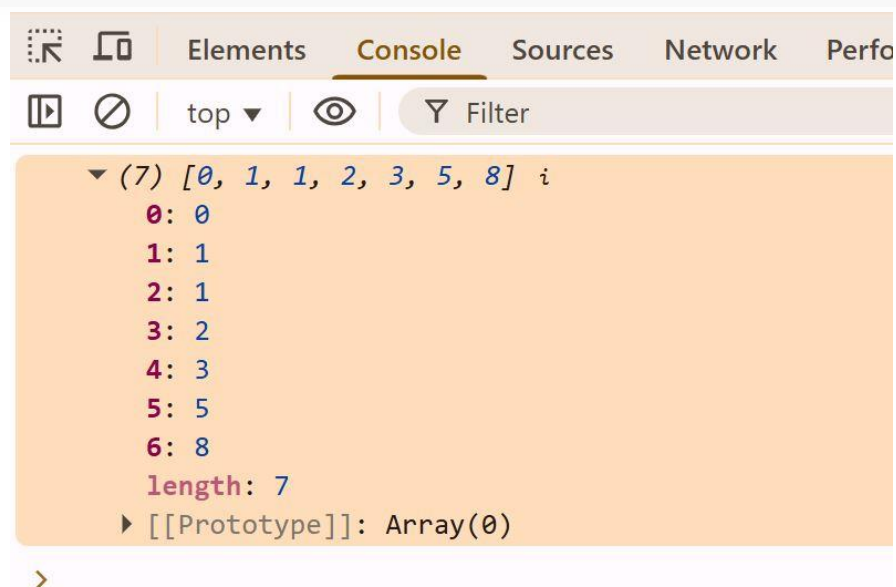 Elements Console Sources Network Perfo
top ▼ Filter
▼ (7) [0, 1, 1, 2, 3, 5, 8] i
0: 0
1: 1
2: 1
3: 2
4: 3
5: 5
6: 8
length: 7
▶ [[Prototype]]: Array(0)
>